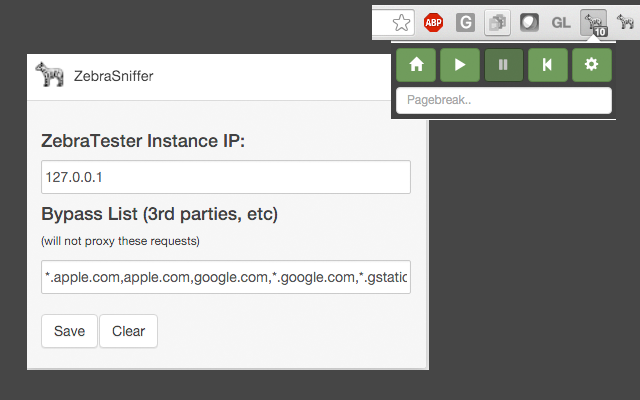 ABP
G
GL
10
Pagebreak..
ZebraSniffer
ZebraTester Instance IP:
127.0.0.1
Bypass List (3rd parties, etc)
(will not proxy these requests)
*.apple.com,apple.com,google.com,*.google.com,*.gstatic
Save Clear